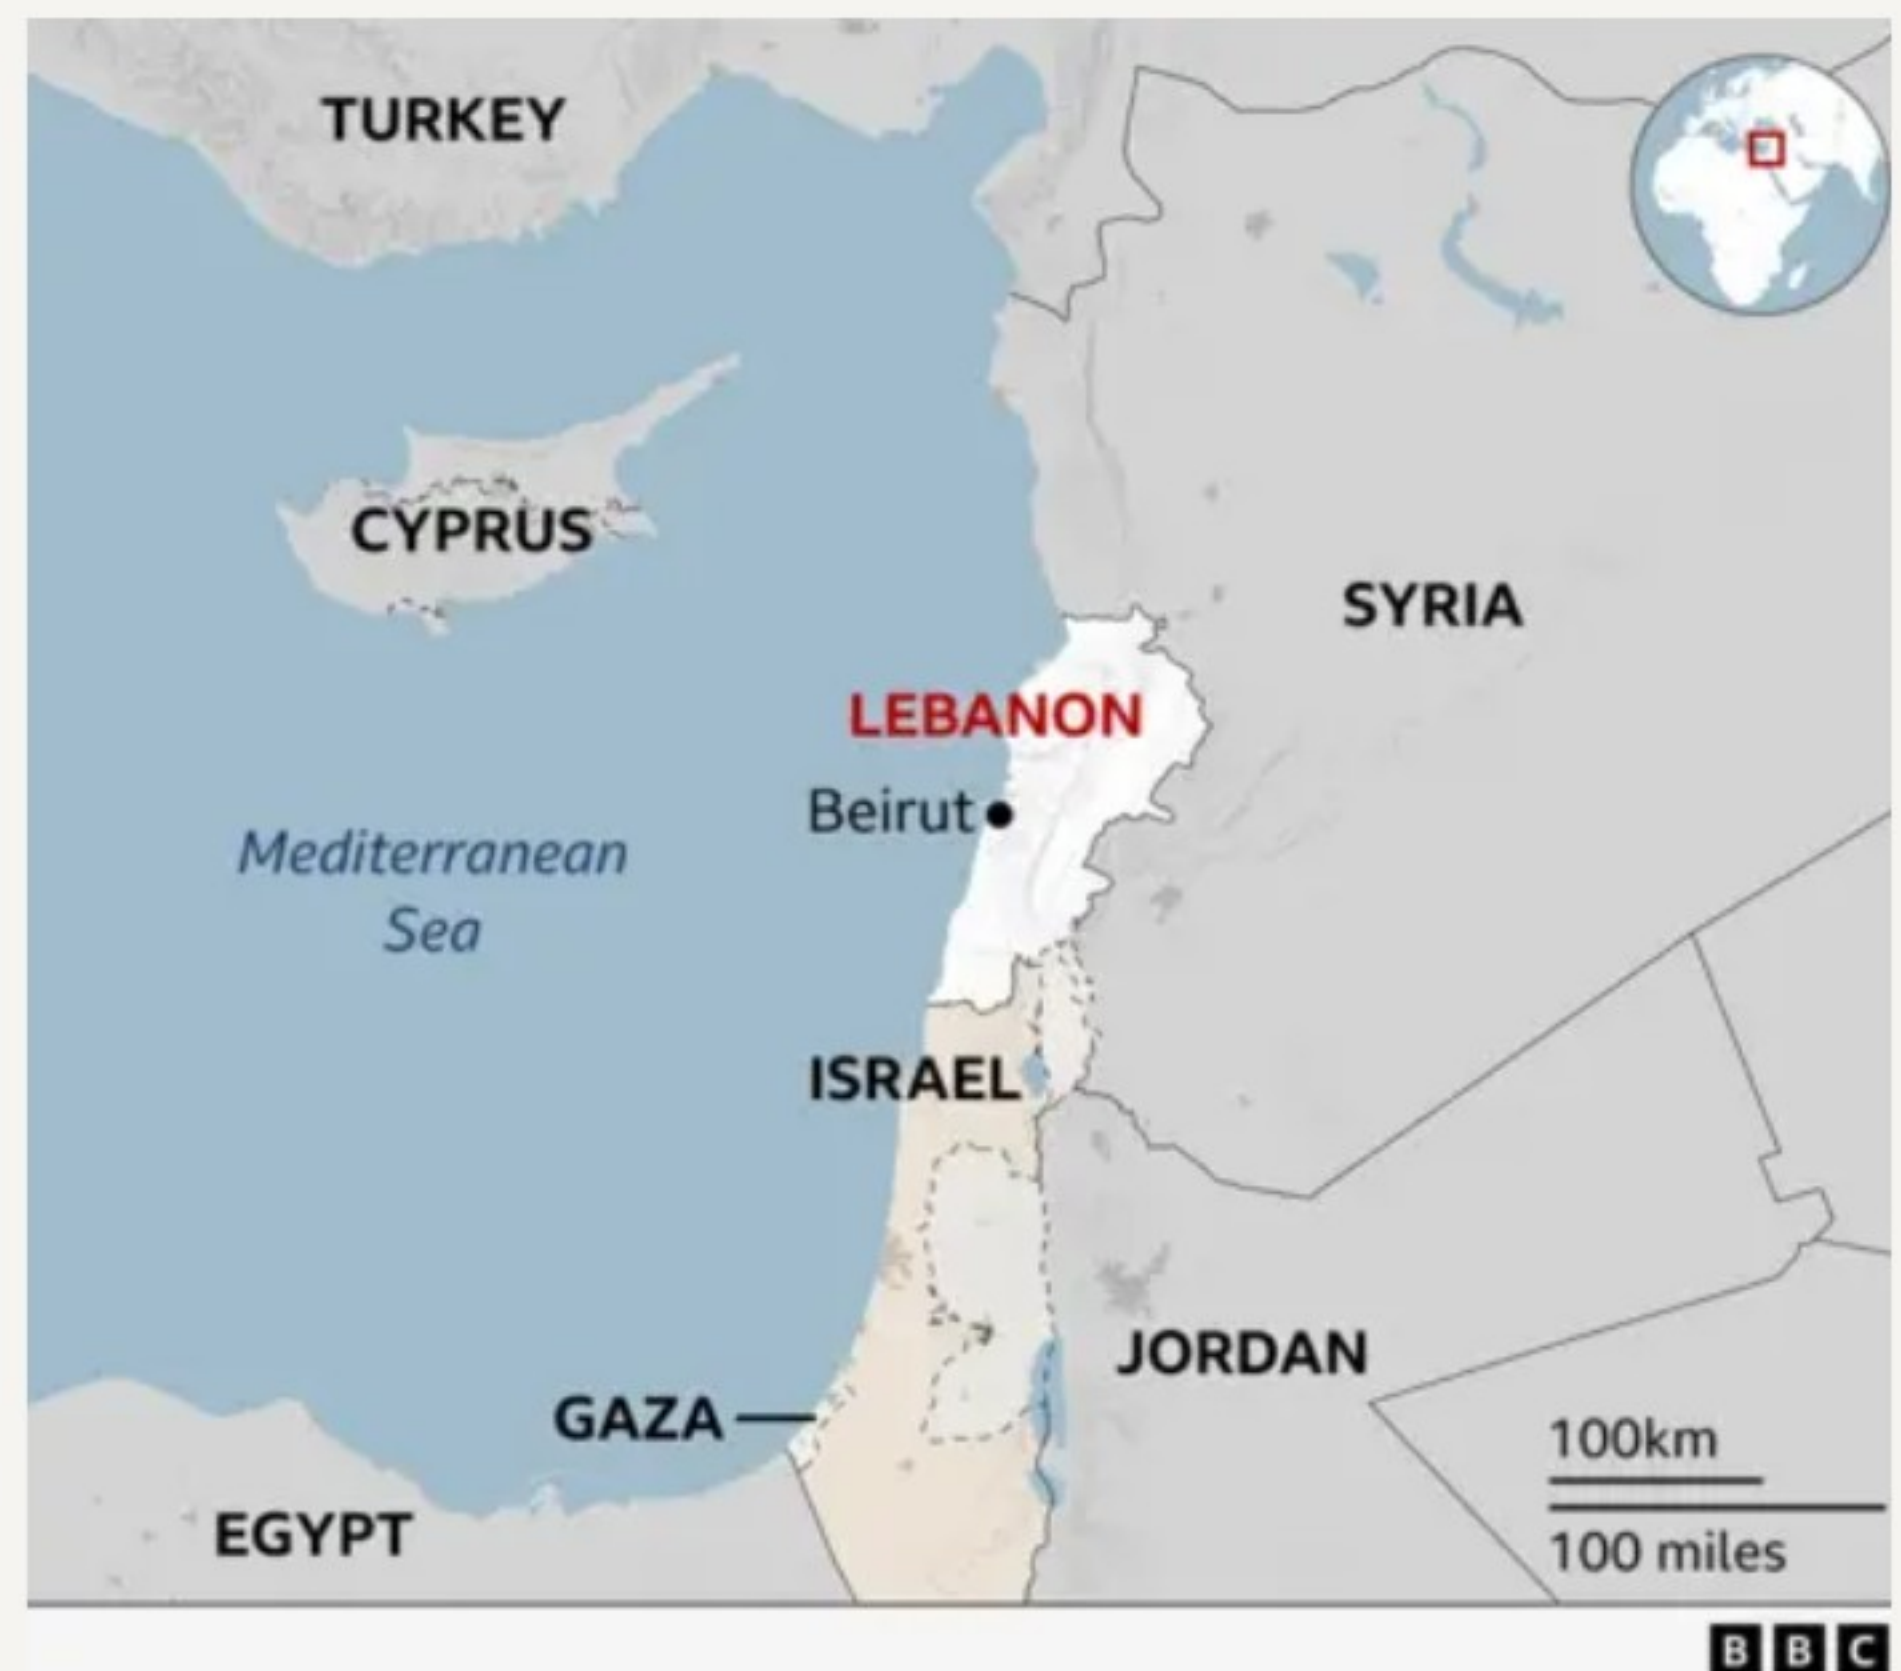 TURKEY
CYPRUS
SYRIA
LEBANON
Beirut
Mediterranean
Sea
ISRAEL
JORDAN
GAZA
100km
EGYPT
100 miles
BBC